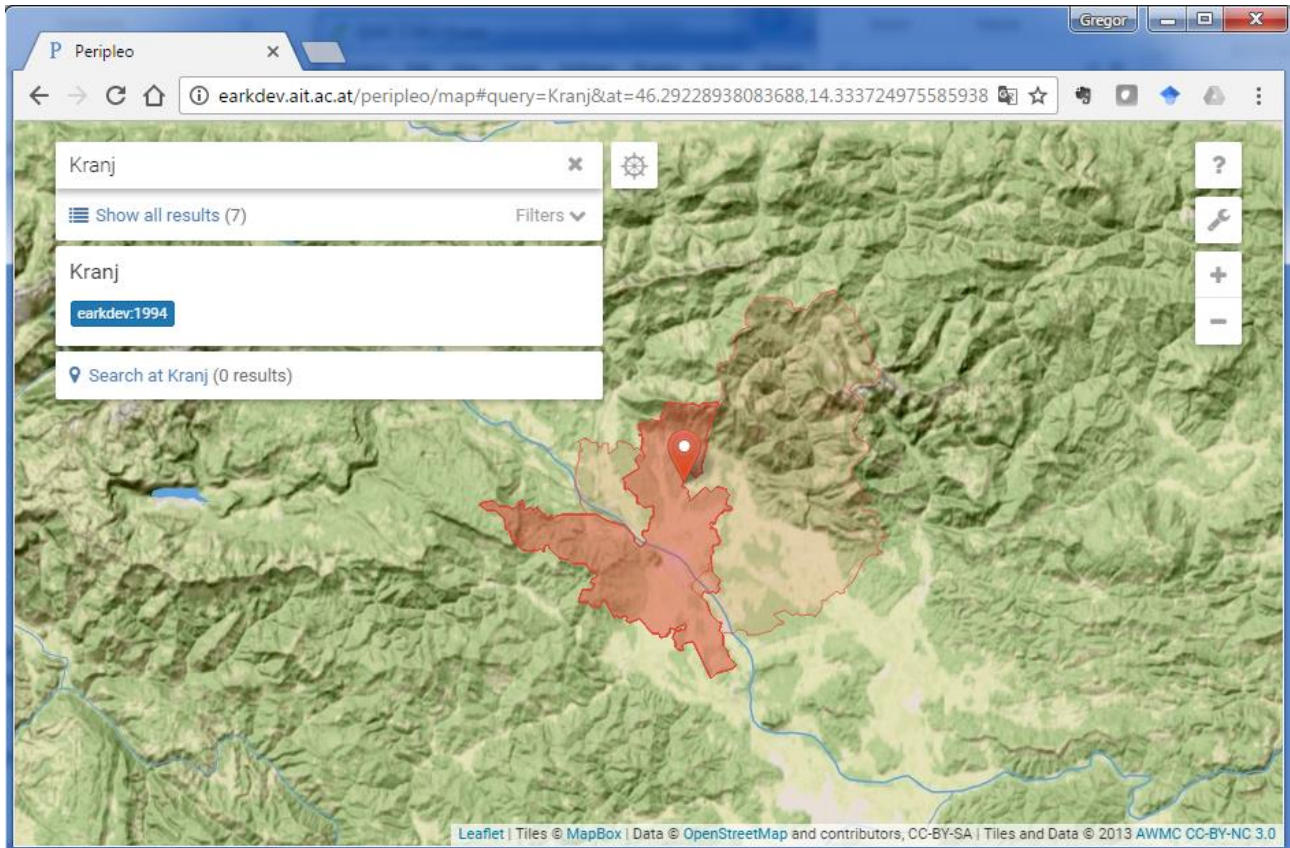 Gregor
Peripleo
earkdev.ait.ac.at/peripleo/map#query=Kranj&at=46.29228938083688,14.333724975585938
Kranj
Show all results (7) Filters
Kranj
earkdev:1994
Search at Kranj (0 results)
?
+
−
Leaflet | Tiles © MapBox | Data © OpenStreetMap and contributors, CC-BY-SA | Tiles and Data © 2013 AWMC CC-BY-NC 3.0